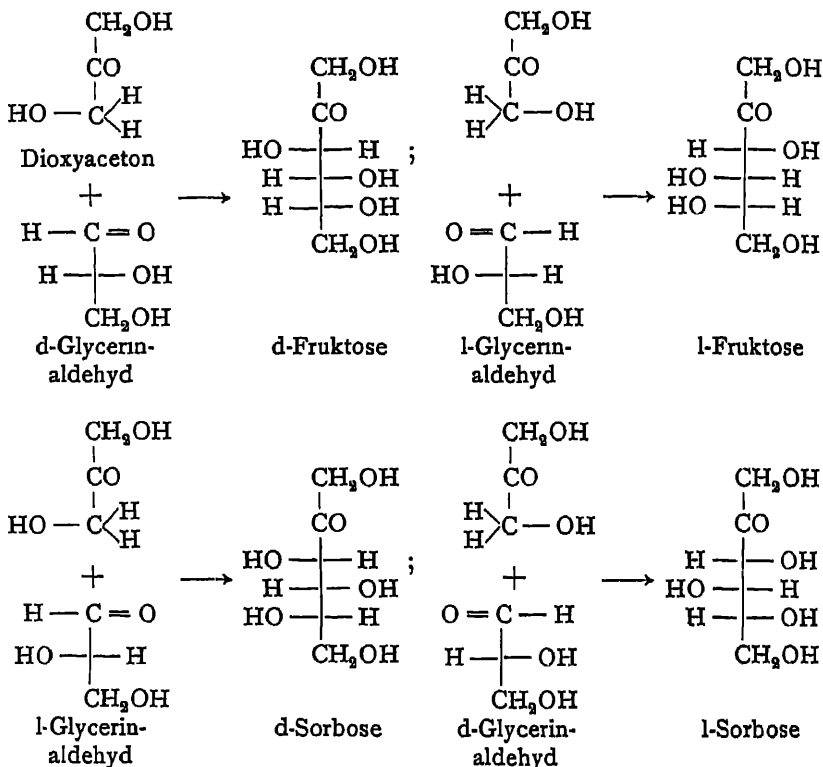 CH₂OH CH₂OH
CO CH₂OH CO CH₂OH
HO—C H H CO H H C—OH CO
Dioxyaceton HO H ; H OH
+ → H OH + → HO H
H—C=O H OH O=C—H HO H
H OH CH₂OH HO H CH₂OH
CH₂OH CH₂OH
d-Glycerin- d-Fruktose l-Glycerin- l-Fruktose
aldehyd aldehyd
CH₂OH CH₂OH
CO CH₂OH CO CH₂OH
HO—C H H CO H H C—OH CO
HO H ; H OH
+ → H OH + → HO H
H—C=O HO H O=C—H H OH
HO H CH₂OH H OH CH₂OH
CH₂OH CH₂OH
l-Glycerin- d-Sorbose d-Glycerin- l-Sorbose
aldehyd aldehyd